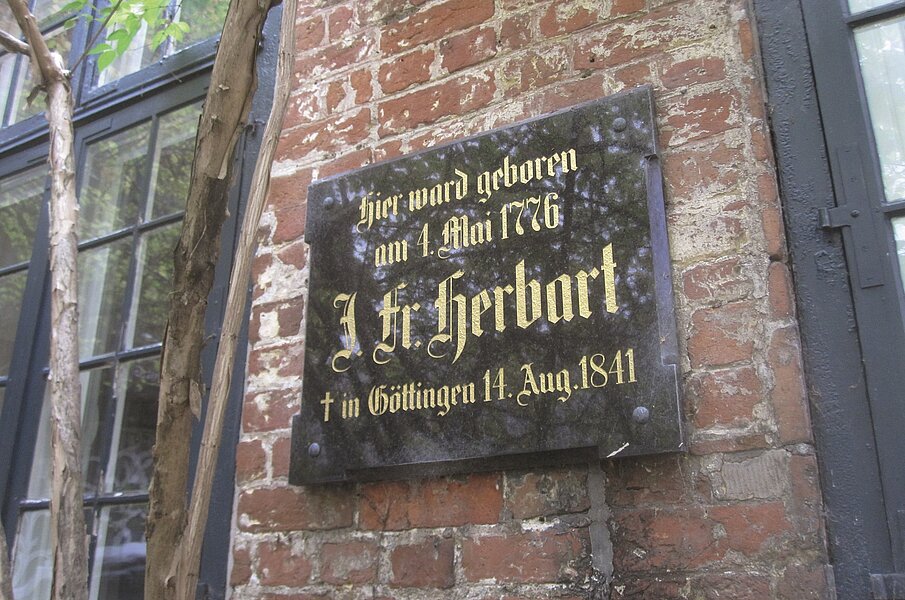 Hier ward geboren
am 4. Mai 1776
J. Fr. Herbart
† in Göttingen 14. Aug. 1841